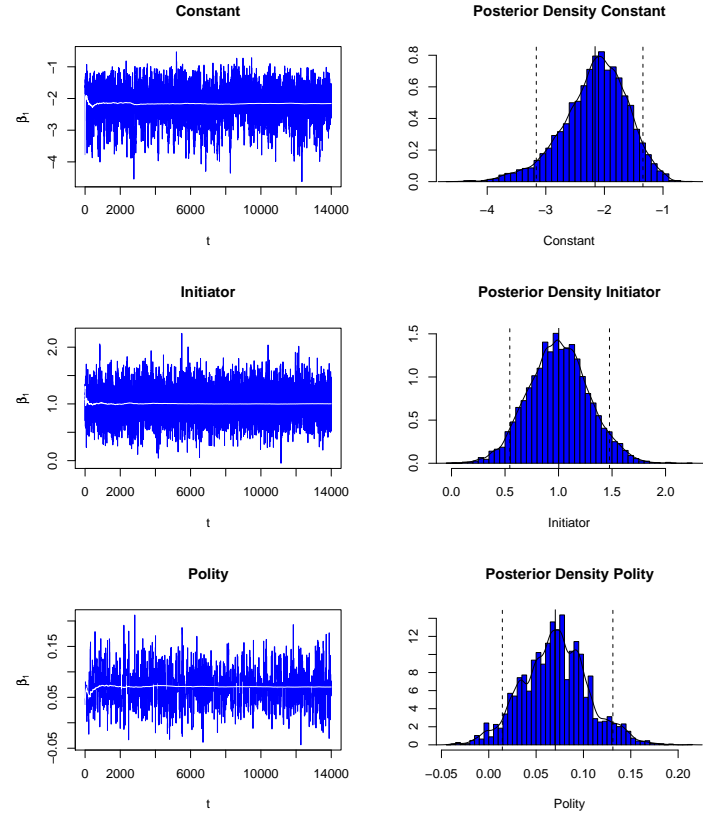 Constant
β1
−1
−2
−3
−4
0 2000 6000 10000 14000
t
Posterior Density Constant
0.8
0.6
0.4
0.2
0.0
−4 −3 −2 −1
Constant
Initiator
β1
2.0
1.0
0.0
0 2000 6000 10000 14000
t
Posterior Density Initiator
1.5
1.0
0.5
0.0
0.0 0.5 1.0 1.5 2.0
Initiator
Polity
β1
0.15
0.05
−0.05
0 2000 6000 10000 14000
t
Posterior Density Polity
12
8
6
4
2
0
−0.05 0.00 0.05 0.10 0.15 0.20
Polity